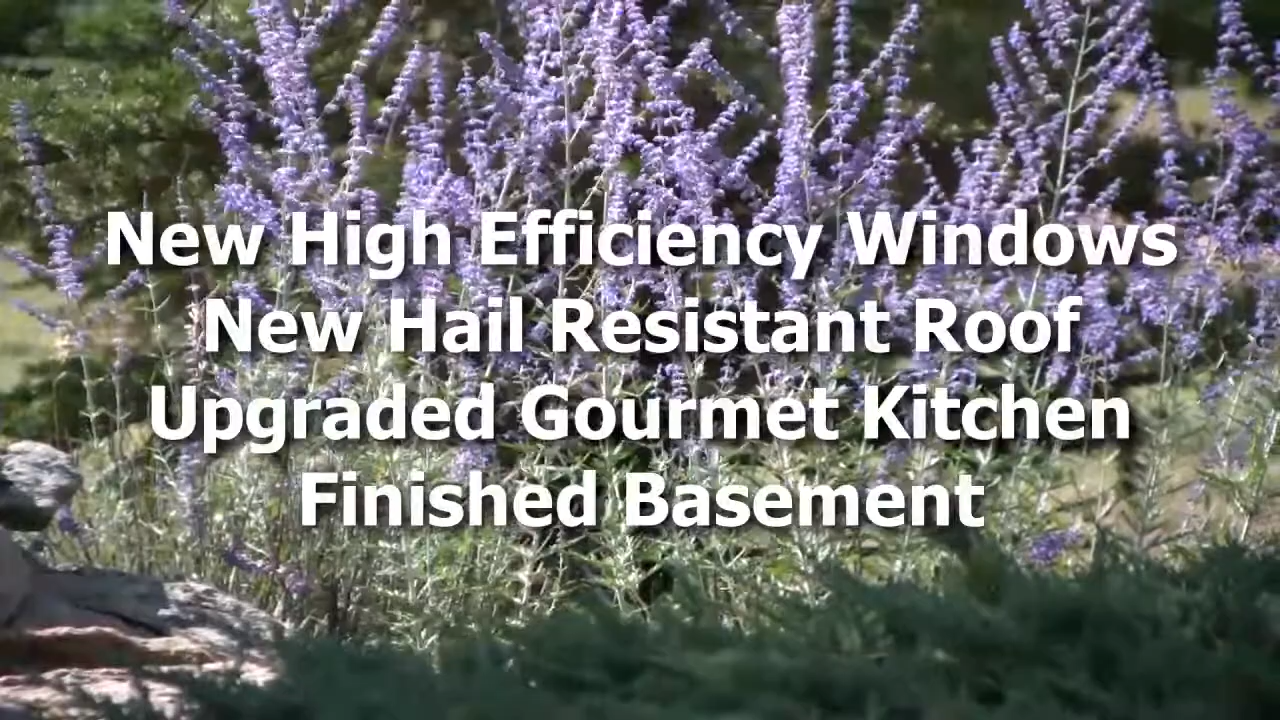 New High Efficiency Windows
New Hail Resistant Roof
Upgraded Gourmet Kitchen
Finished Basement